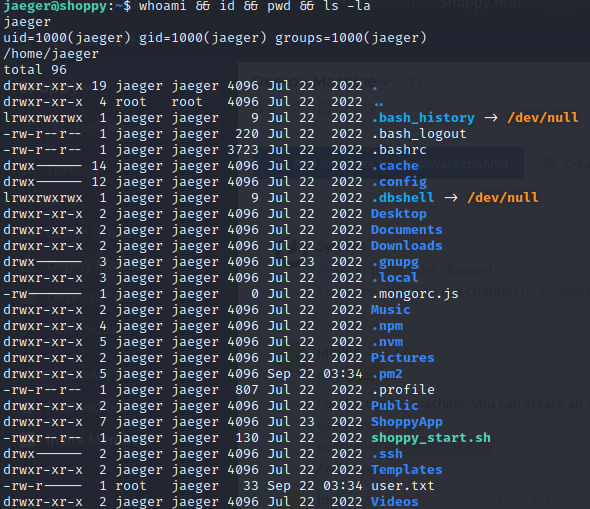 jaeger@shoppy:~$ whoami && id && pwd && ls -la
jaeger
uid=1000(jaeger) gid=1000(jaeger) groups=1000(jaeger)
/home/jaeger
total 96
drwxr-xr-x 19 jaeger jaeger 4096 Jul 22  2022 .
drwxr-xr-x  4 root   root   4096 Jul 22  2022 ..
lrwxrwxrwx  1 jaeger jaeger    9 Jul 22  2022 .bash_history -> /dev/null
-rw-r--r--  1 jaeger jaeger  220 Jul 22  2022 .bash_logout
-rw-r--r--  1 jaeger jaeger 3723 Jul 22  2022 .bashrc
drwx------ 14 jaeger jaeger 4096 Jul 22  2022 .cache
drwx------ 12 jaeger jaeger 4096 Jul 22  2022 .config
lrwxrwxrwx  1 jaeger jaeger    9 Jul 22  2022 .dbshell -> /dev/null
drwxr-xr-x  2 jaeger jaeger 4096 Jul 22  2022 Desktop
drwxr-xr-x  2 jaeger jaeger 4096 Jul 22  2022 Documents
drwxr-xr-x  2 jaeger jaeger 4096 Jul 22  2022 Downloads
drwx------  3 jaeger jaeger 4096 Jul 23  2022 .gnupg
drwxr-xr-x  3 jaeger jaeger 4096 Jul 22  2022 .local
-rw-------  1 jaeger jaeger    0 Jul 22  2022 .mongorc.js
drwxr-xr-x  2 jaeger jaeger 4096 Jul 22  2022 Music
drwxr-xr-x  4 jaeger jaeger 4096 Jul 22  2022 .npm
drwxr-xr-x  5 jaeger jaeger 4096 Jul 22  2022 .nvm
drwxr-xr-x  2 jaeger jaeger 4096 Jul 22  2022 Pictures
drwxr-xr-x  5 jaeger jaeger 4096 Sep 22 03:34 .pm2
-rw-r--r--  1 jaeger jaeger  807 Jul 22  2022 .profile
drwxr-xr-x  2 jaeger jaeger 4096 Jul 22  2022 Public
drwxr-xr-x  7 jaeger jaeger 4096 Jul 23  2022 ShoppyApp
-rwxr-xr-x  1 jaeger jaeger  130 Jul 22  2022 shoppy_start.sh
drwx------  2 jaeger jaeger 4096 Jul 22  2022 .ssh
drwxr-xr-x  2 jaeger jaeger 4096 Jul 22  2022 Templates
-rw-r-----  1 root   jaeger   33 Sep 22 03:34 user.txt
drwxr-xr-x  2 jaeger jaeger 4096 Jul 22  2022 Videos